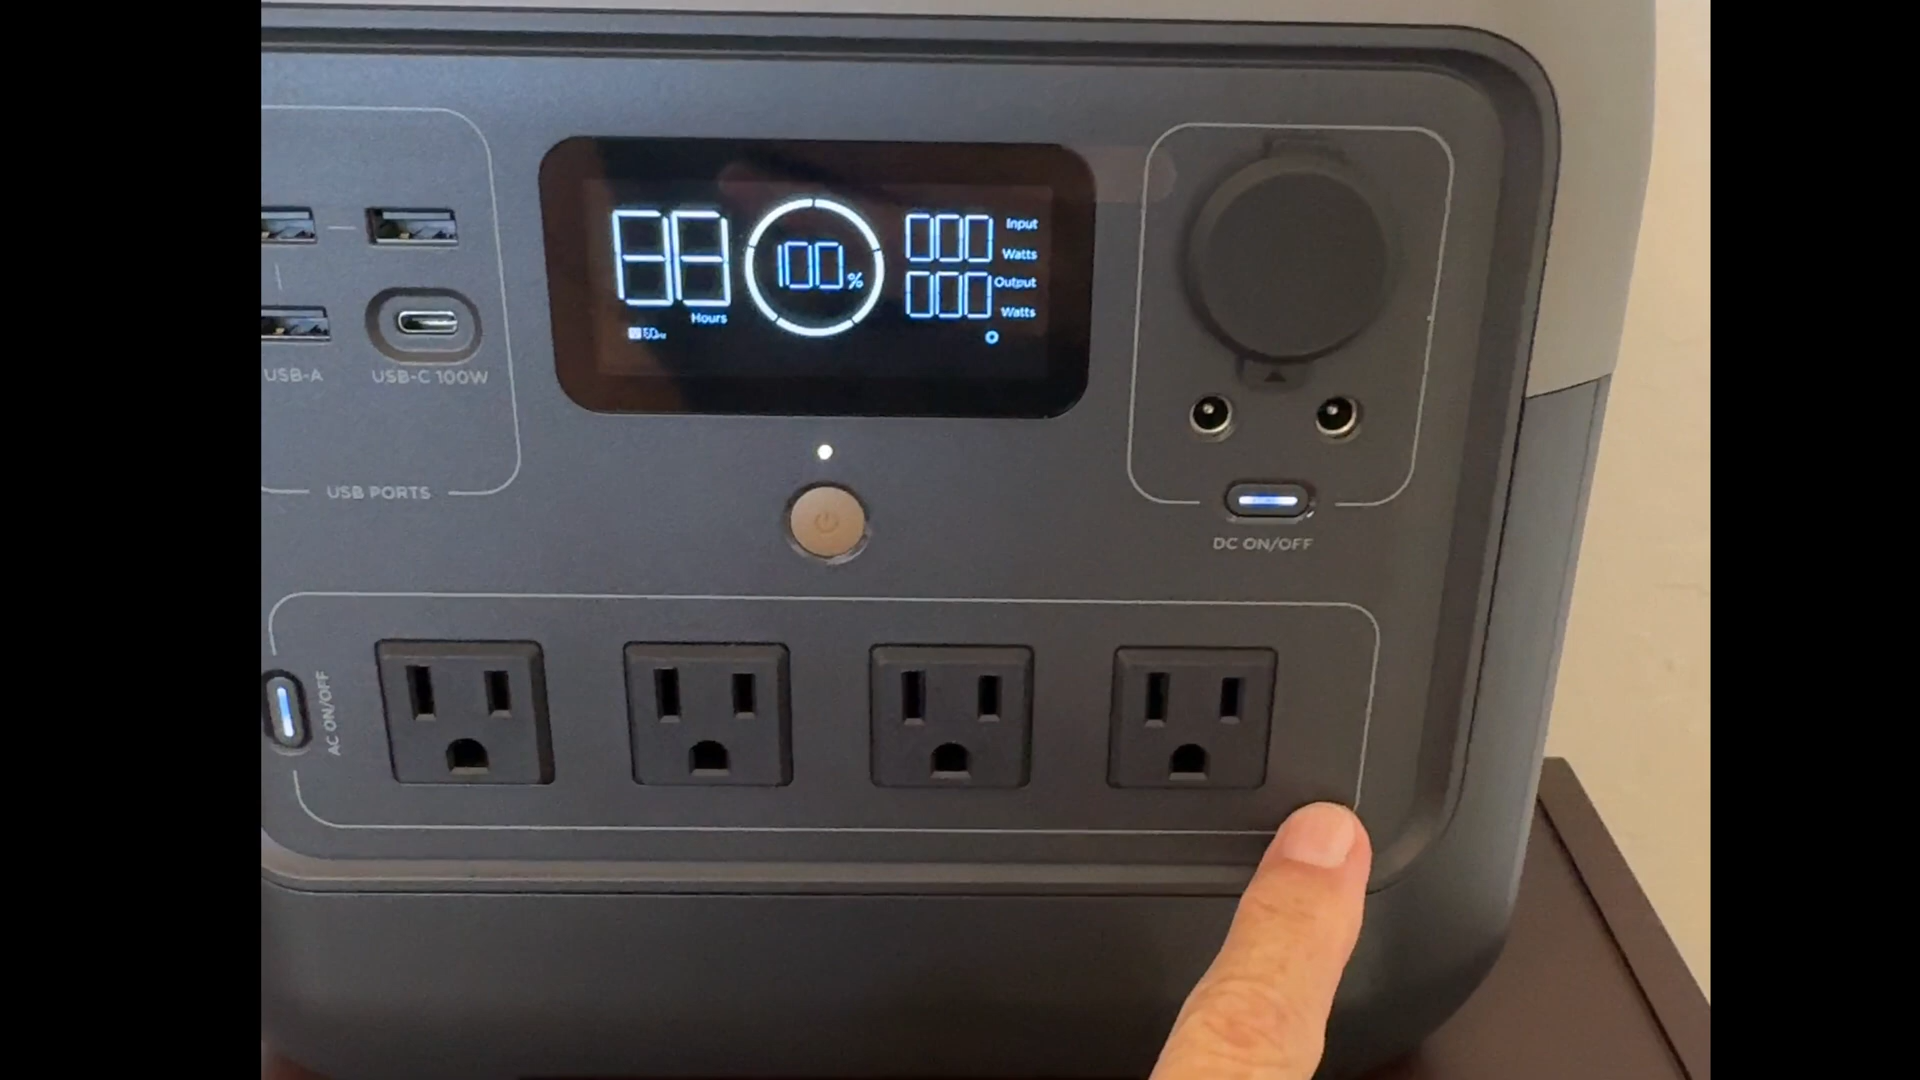 88
Hours
100%
000 Input Watts
000 Output Watts
USB-A
USB-C 100W
USB PORTS
DC ON/OFF
AC ON/OFF